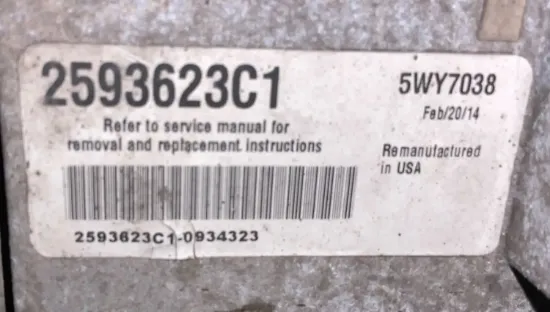 2593623C1
5WY7038
Feb/20/14
Refer to service manual for
removal and replacement instructions
Remanufactured
in USA
2593623C1-0934323